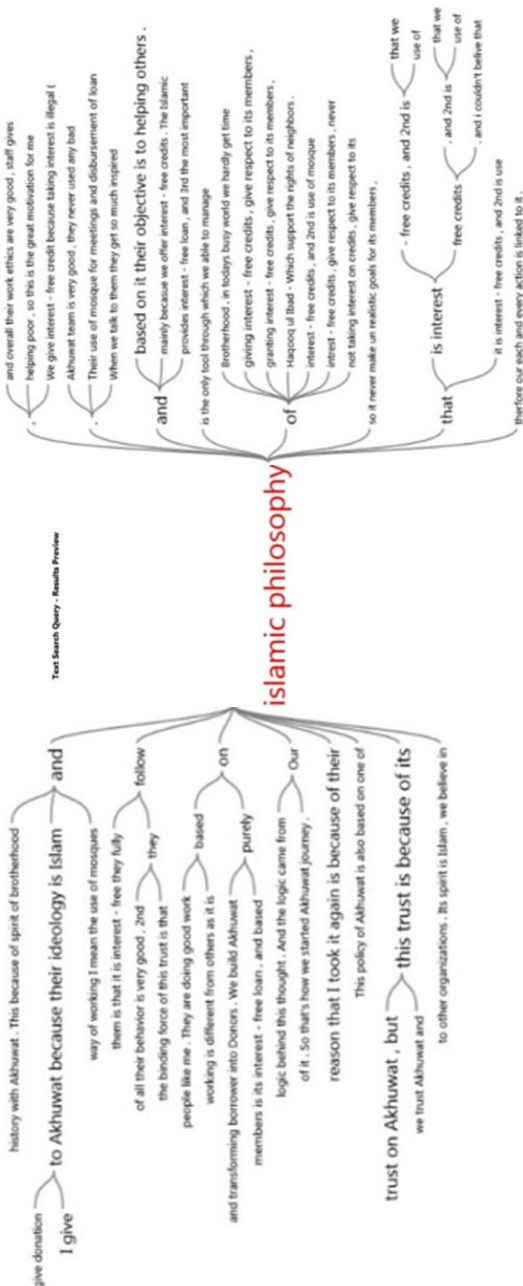 Text Search Query - Results Preview
history with Akhuwat . This because of spirit of brotherhood
give donation
I give
to Akhuwat because their ideology is Islam
way of working I mean the use of mosques
and
them is that it is interest - free they fully
of all their behavior is very good , 2nd
the binding force of this trust is that
they
follow
people like me . They are doing good work
working is different from others as it is
based
and transforming borrower into Donors . We build Akhuwat
members is its interest - free loan , and based
purely
on
logic behind this thought . And the logic came from
of it . So that's how we started Akhuwat journey .
Our
reason that I took it again is because of their
This policy of Akhuwat is also based on one of
trust on Akhuwat , but
we trust Akhuwat and
this trust is because of its
to other organizations . Its spirit is Islam , we believe in
islamic philosophy
,
and overall their work ethics are very good , staff gives
helping poor , so this is the great motivation for me
We give interest - free credit because taking interest is illegal (
.
Akhuwat team is very good , they never used any bad
Their use of mosque for meetings and disbursement of loan
When we talk to them they get so much inspired
and
based on it their objective is to helping others .
mainly because we offer interest - free credits . The Islamic
provides interest - free loan , and 3rd the most important
is the only tool through which we able to manage
of
Brotherhood , in todays busy world we hardly get time
giving interest - free credits , give respect to its members ,
granting interest - free credits , give respect to its members ,
Haqooq ul Ibad - Which support the rights of neighbors .
interest - free credits , and 2nd is use of mosque
intrest - free credits , give respect to its members , never
not taking interest on credits , give respect to its
so it never make un realistic goals for its members ,
that
is interest
- free credits , and 2nd is
that we
use of
free credits
, and 2nd is
that we
use of
, and i couldn't belive that
it is interest - free credits , and 2nd is use
therfore our each and every action is linked to it .